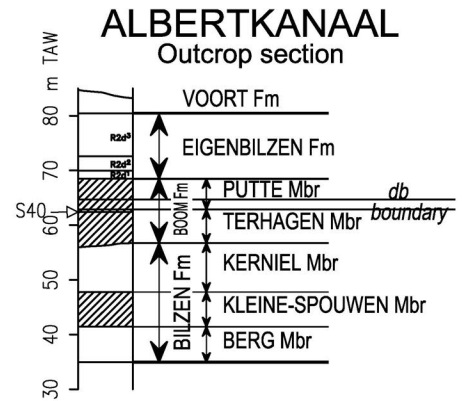 ALBERTKANAAL
Outcrop section
m TAW
80
70
60
50
40
30
VOORT Fm
R2d³
EIGENBILZEN Fm
R2d²
R2d¹
BOOM Fm
PUTTE Mbr
db
boundary
S40
TERHAGEN Mbr
BILZEN Fm
KERNIEL Mbr
KLEINE-SPOUWEN Mbr
BERG Mbr